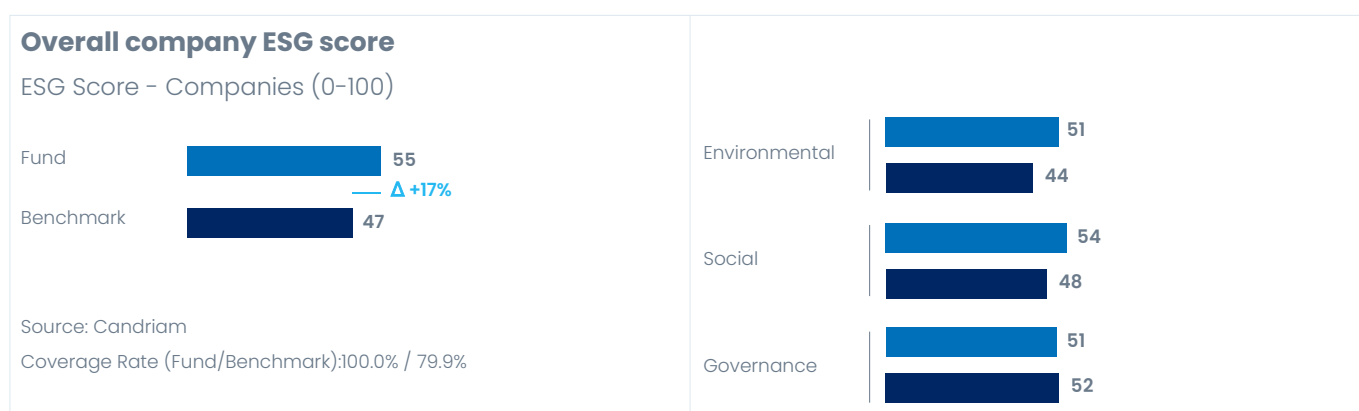 Overall company ESG score
ESG Score - Companies (0-100)
Fund
55
Δ +17%
Benchmark
47
Source: Candriam
Coverage Rate (Fund/Benchmark):100.0% / 79.9%
Environmental
51
44
Social
54
48
Governance
51
52